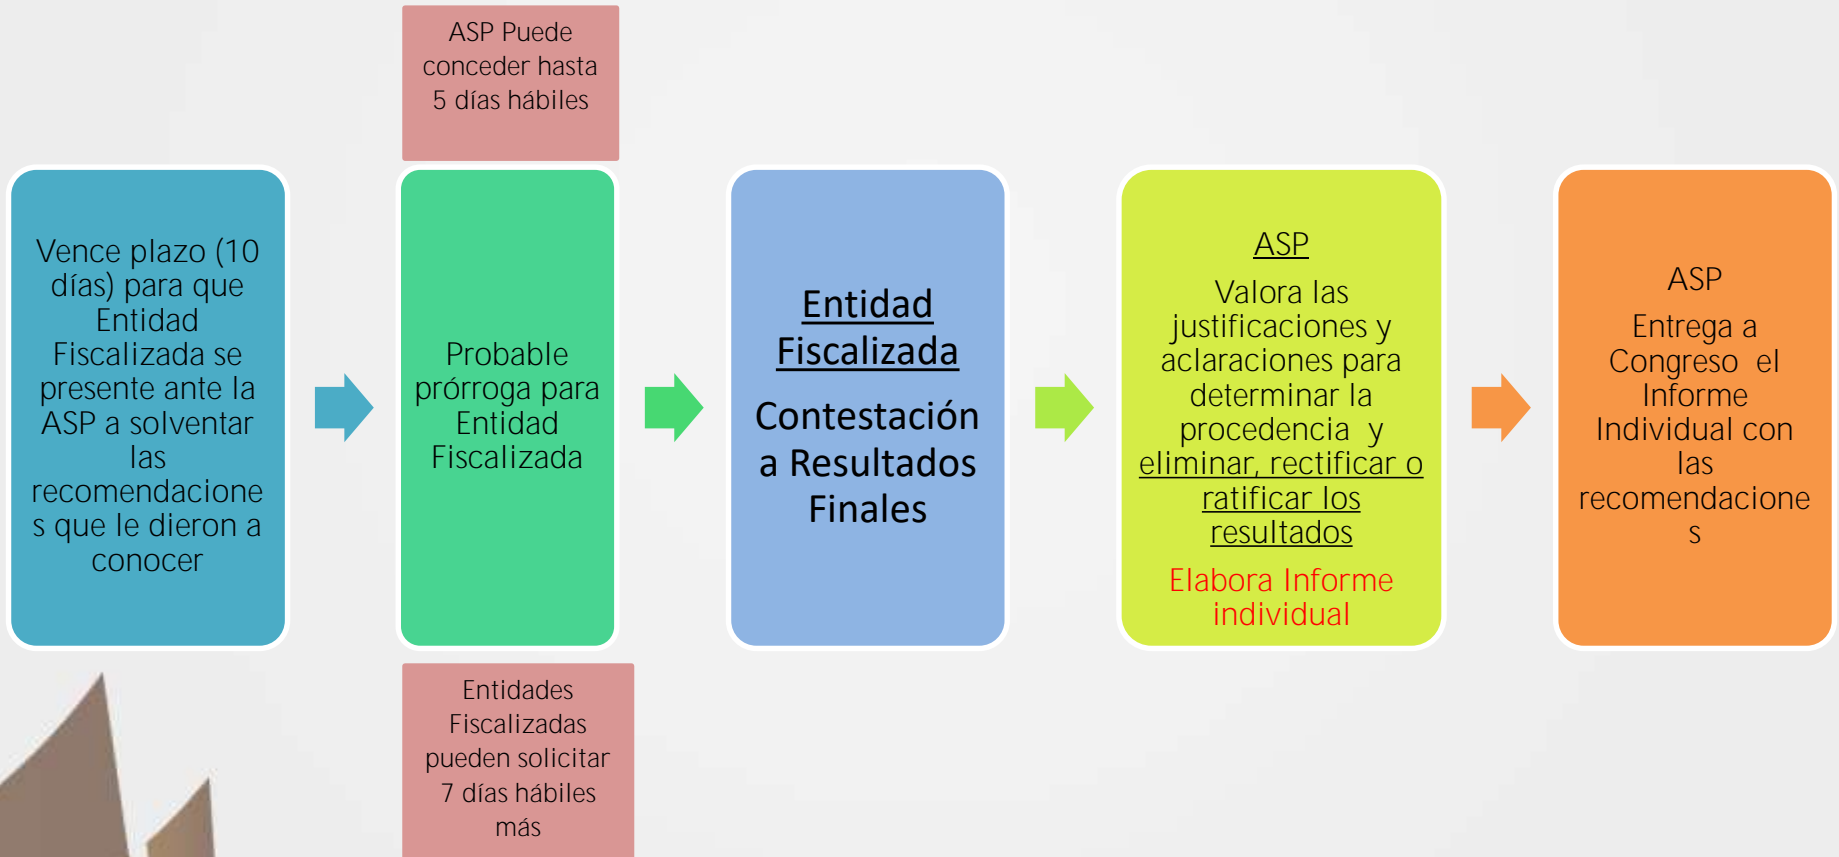 ASP Puede
conceder hasta
5 días hábiles
Vence plazo (10
días) para que
Entidad
Fiscalizada se
presente ante la
ASP a solventar
las
recomendacione
s que le dieron a
conocer
Probable
prórroga para
Entidad
Fiscalizada
Entidades
Fiscalizadas
pueden solicitar
7 días hábiles
más
Entidad
Fiscalizada
Contestación
a Resultados
Finales
ASP
Valora las
justificaciones y
aclaraciones para
determinar la
procedencia y
eliminar, rectificar o
ratificar los
resultados
Elabora Informe
individual
ASP
Entrega a
Congreso el
Informe
Individual con
las
recomendacione
s